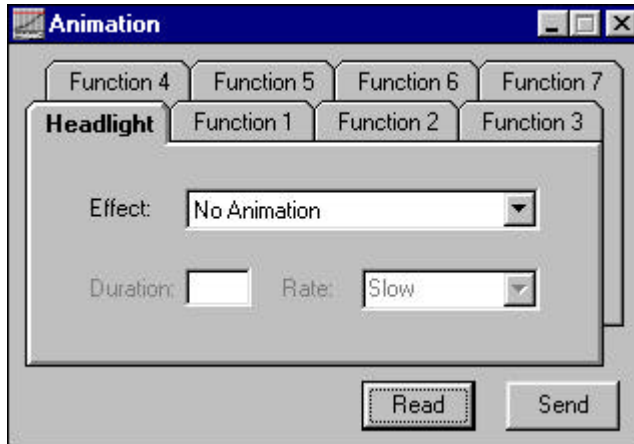 Animation
Function 4 Function 5 Function 6 Function 7
Headlight Function 1 Function 2 Function 3
Effect: No Animation
Duration: Rate: Slow
Read Send